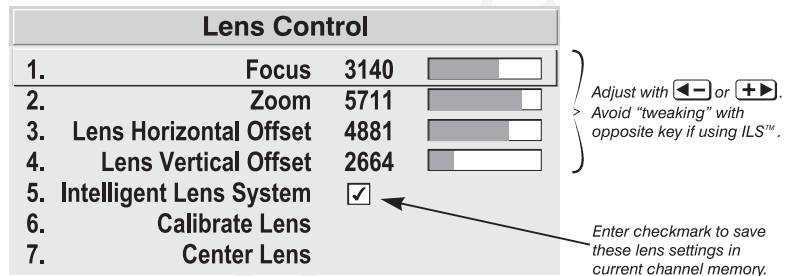 Lens Control
1. Focus 3140
2. Zoom 5711
3. Lens Horizontal Offset 4881
4. Lens Vertical Offset 2664
5. Intelligent Lens System ✓
6. Calibrate Lens
7. Center Lens
Adjust with ◀− or +▶.
Avoid “tweaking” with
opposite key if using ILS™.
Enter checkmark to save
these lens settings in
current channel memory.